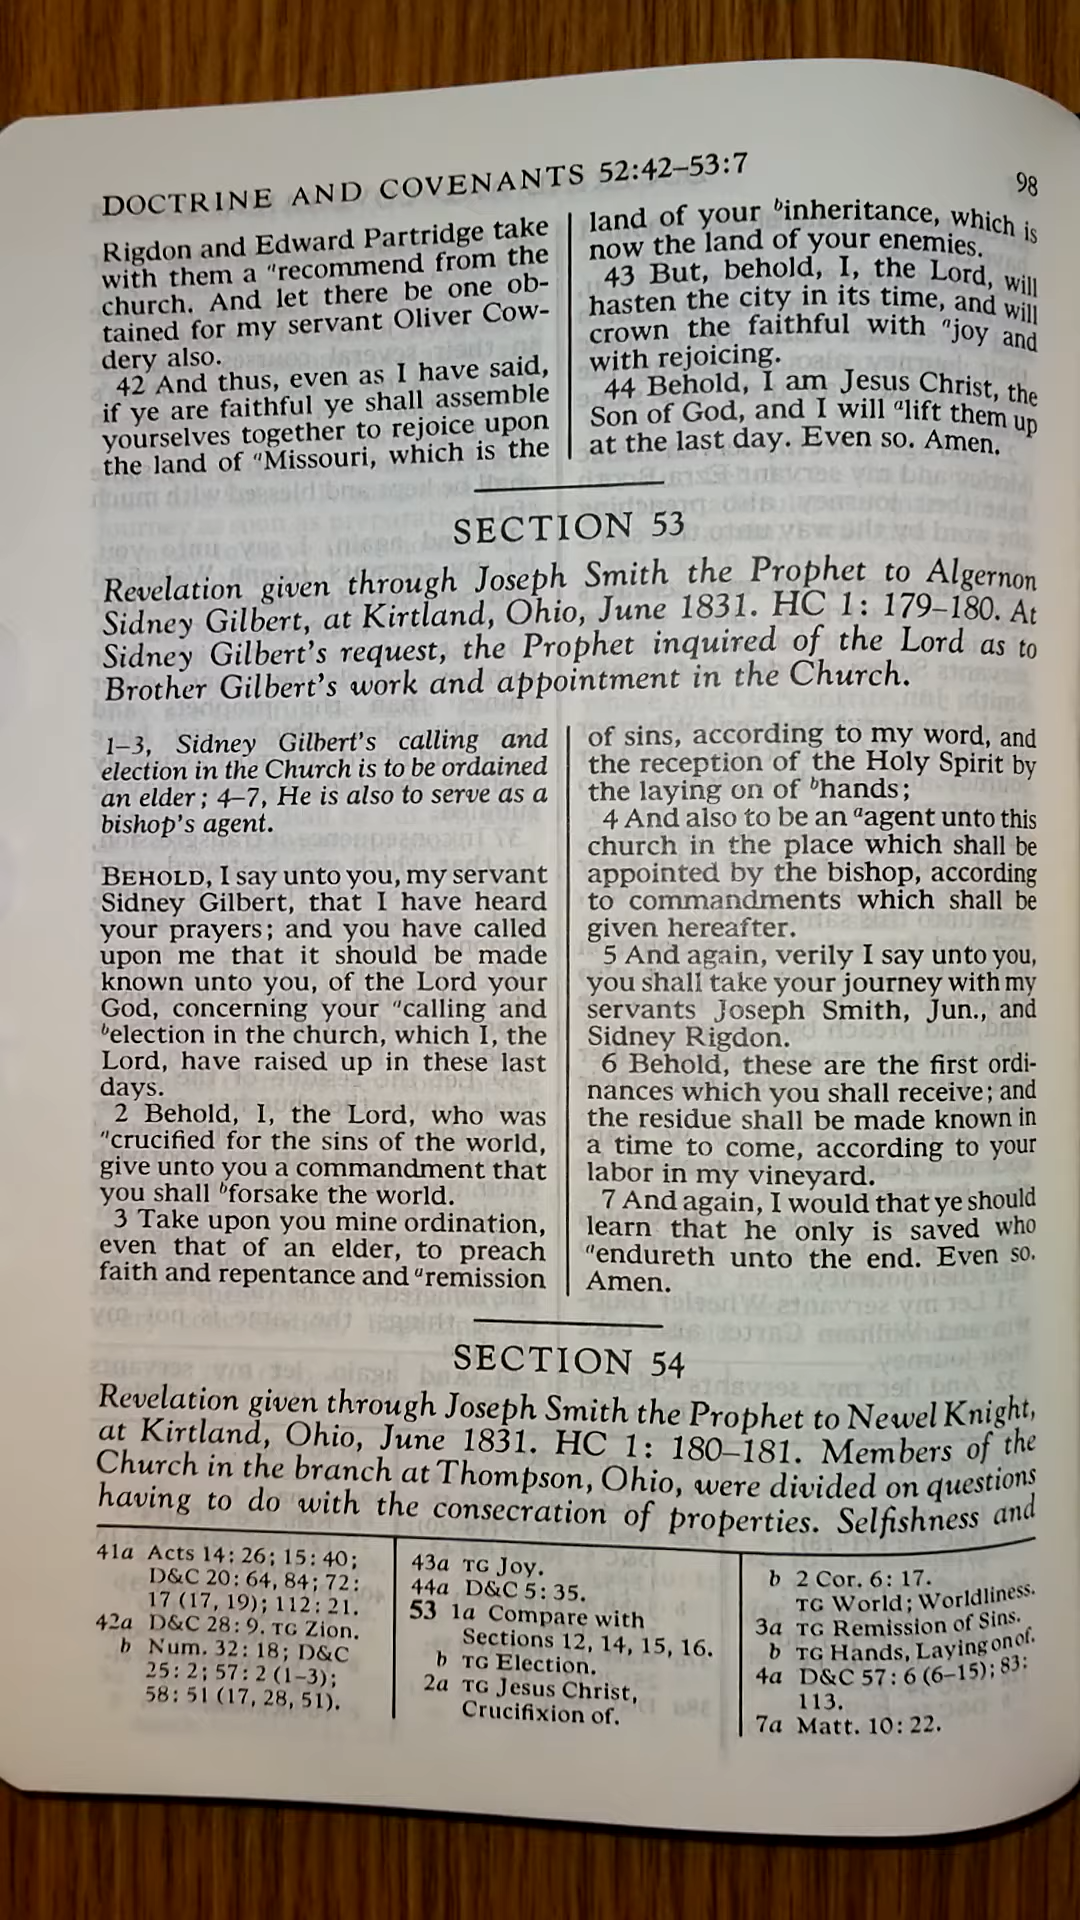 DOCTRINE AND COVENANTS 52:42–53:7
98
Rigdon and Edward Partridge take
with them a ᵃrecommend from the
church. And let there be one ob-
tained for my servant Oliver Cow-
dery also.
42 And thus, even as I have said,
if ye are faithful ye shall assemble
yourselves together to rejoice upon
the land of ᵃMissouri, which is the
land of your ᵇinheritance, which is
now the land of your enemies.
43 But, behold, I, the Lord, will
hasten the city in its time, and will
crown the faithful with ᵃjoy and
with rejoicing.
44 Behold, I am Jesus Christ, the
Son of God, and I will ᵃlift them up
at the last day. Even so. Amen.
SECTION 53
Revelation given through Joseph Smith the Prophet to Algernon
Sidney Gilbert, at Kirtland, Ohio, June 1831. HC 1: 179–180. At
Sidney Gilbert's request, the Prophet inquired of the Lord as to
Brother Gilbert's work and appointment in the Church.
1–3, Sidney Gilbert's calling and
election in the Church is to be ordained
an elder; 4–7, He is also to serve as a
bishop's agent.
BEHOLD, I say unto you, my servant
Sidney Gilbert, that I have heard
your prayers; and you have called
upon me that it should be made
known unto you, of the Lord your
God, concerning your ᵃcalling and
ᵇelection in the church, which I, the
Lord, have raised up in these last
days.
2 Behold, I, the Lord, who was
ᵃcrucified for the sins of the world,
give unto you a commandment that
you shall ᵇforsake the world.
3 Take upon you mine ordination,
even that of an elder, to preach
faith and repentance and ᵃremission
of sins, according to my word, and
the reception of the Holy Spirit by
the laying on of ᵇhands;
4 And also to be an ᵃagent unto this
church in the place which shall be
appointed by the bishop, according
to commandments which shall be
given hereafter.
5 And again, verily I say unto you,
you shall take your journey with my
servants Joseph Smith, Jun., and
Sidney Rigdon.
6 Behold, these are the first ordi-
nances which you shall receive; and
the residue shall be made known in
a time to come, according to your
labor in my vineyard.
7 And again, I would that ye should
learn that he only is saved who
ᵃendureth unto the end. Even so.
Amen.
SECTION 54
Revelation given through Joseph Smith the Prophet to Newel Knight,
at Kirtland, Ohio, June 1831. HC 1: 180–181. Members of the
Church in the branch at Thompson, Ohio, were divided on questions
having to do with the consecration of properties. Selfishness and
41a Acts 14: 26; 15: 40;
D&C 20: 64, 84; 72:
17 (17, 19); 112: 21.
42a D&C 28: 9. TG Zion.
b Num. 32: 18; D&C
25: 2; 57: 2 (1–3);
58: 51 (17, 28, 51).
43a TG Joy.
44a D&C 5: 35.
53 1a Compare with
Sections 12, 14, 15, 16.
b TG Election.
2a TG Jesus Christ,
Crucifixion of.
b 2 Cor. 6: 17.
TG World; Worldliness.
3a TG Remission of Sins.
b TG Hands, Laying on of.
4a D&C 57: 6 (6–15); 83:
113.
7a Matt. 10: 22.